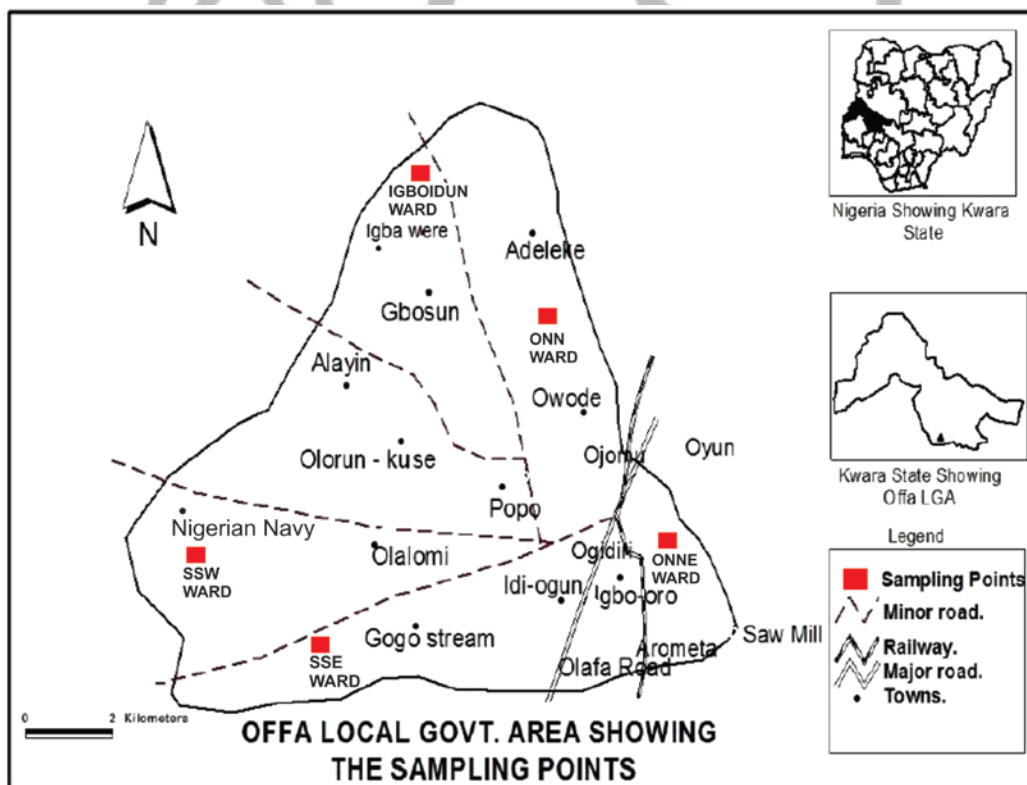 IGBOIDUN
WARD
Igba were
Adeleke
N
Gbosun
ONN
WARD
Alayin
Owode
Olorun - kuse
Ojomu
Oyun
Popo
Nigerian Navy
SSW
WARD
Olalomi
Ogidiri
ONNE
WARD
Idi-ogun
Igbo-oro
Gogo stream
SSE
WARD
Arometa
Saw Mill
Olafa Road
0 2 Kilometers
OFFA LOCAL GOVT. AREA SHOWING
THE SAMPLING POINTS
Nigeria Showing Kwara
State
Kwara State Showing
Offa LGA
Legend
Sampling Points
Minor road.
Railway.
Major road.
Towns.